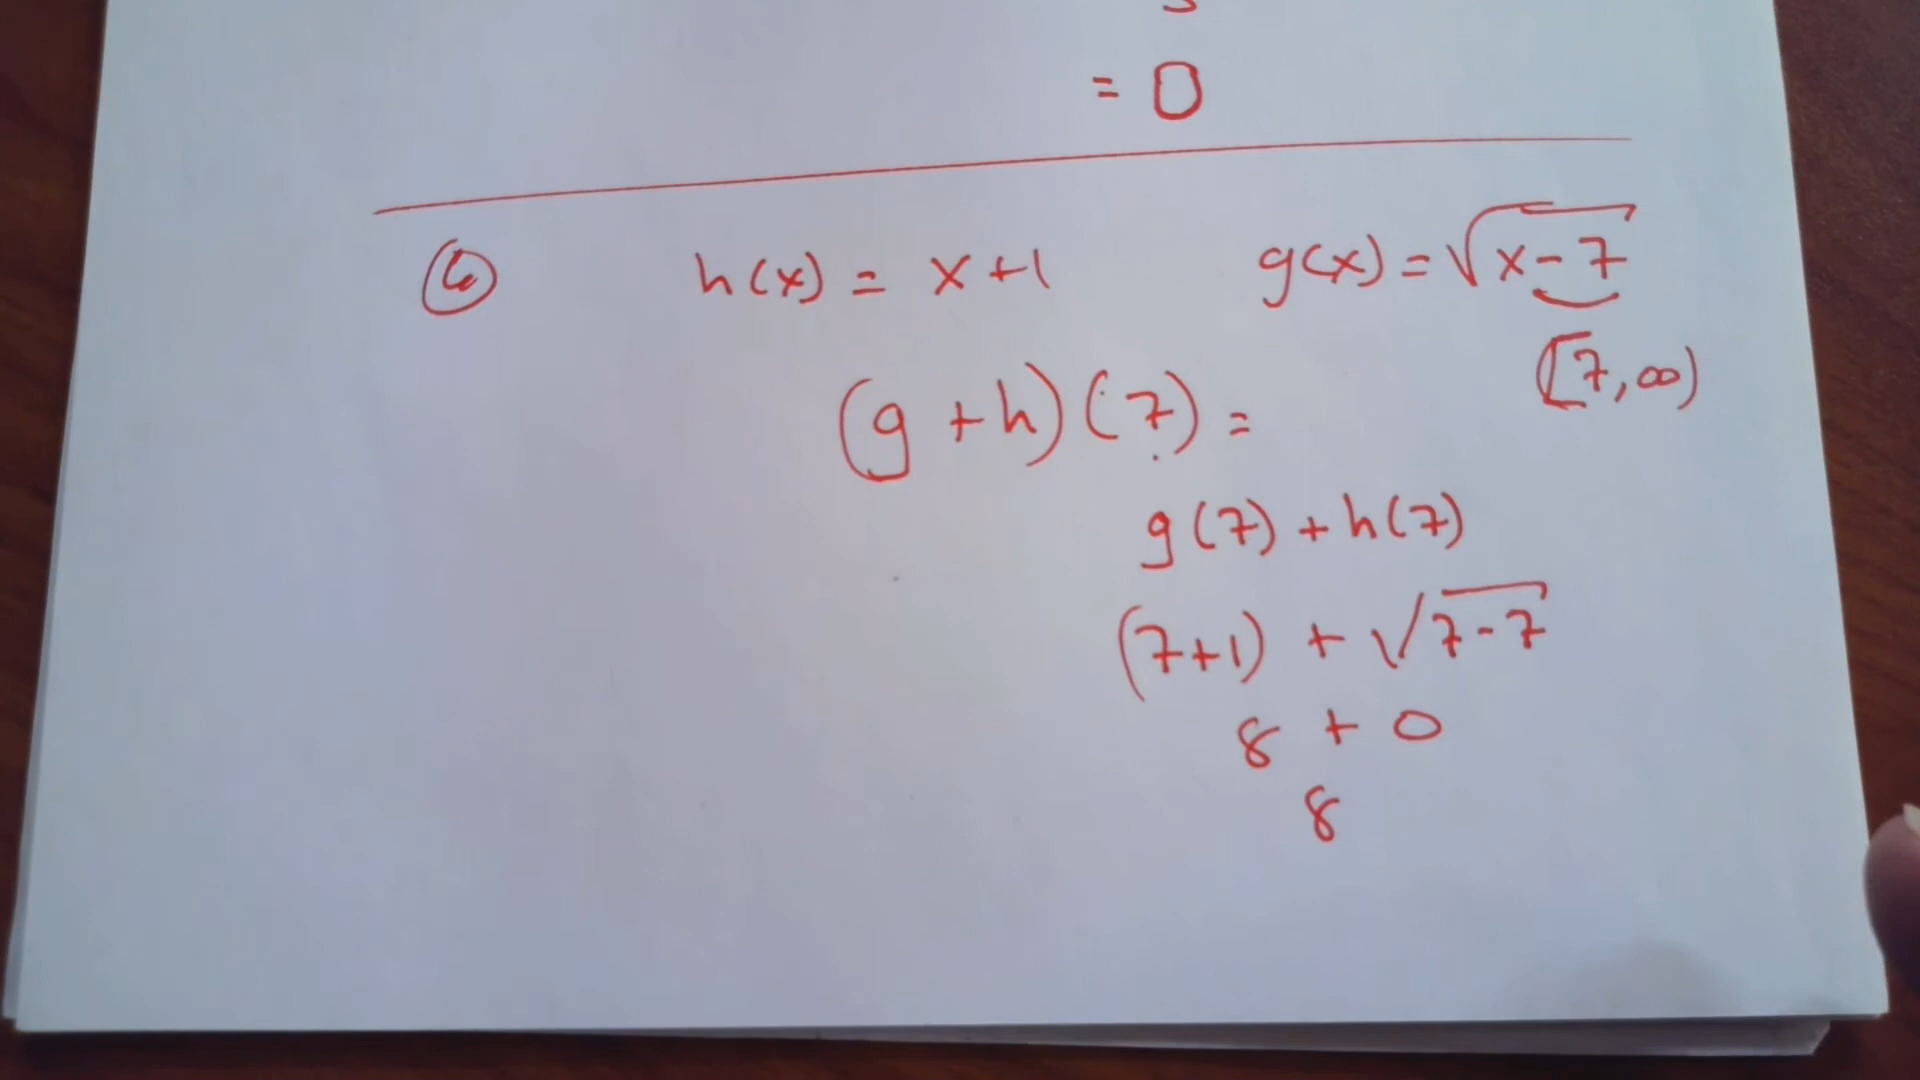 = 0
6 h(x) = x+1 g(x) = √x-7
[7,∞)
(g+h)(7) =
g(7) + h(7)
(7+1) + √7-7
8 + 0
8